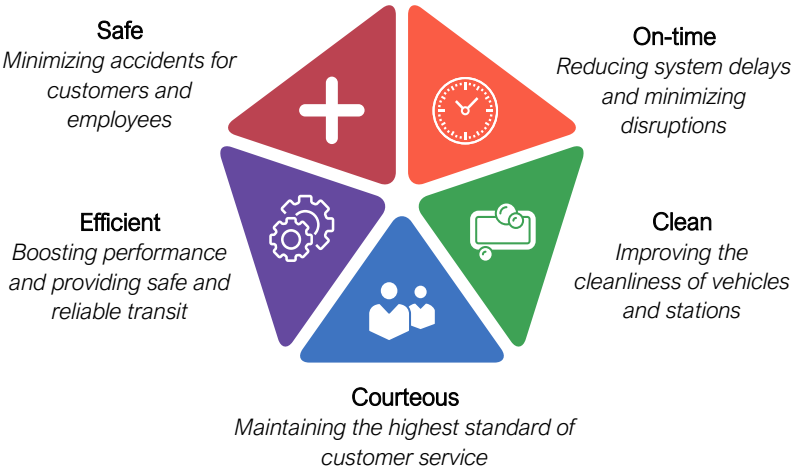 Safe
Minimizing accidents for
customers and
employees
On-time
Reducing system delays
and minimizing
disruptions
Efficient
Boosting performance
and providing safe and
reliable transit
Clean
Improving the
cleanliness of vehicles
and stations
Courteous
Maintaining the highest standard of
customer service